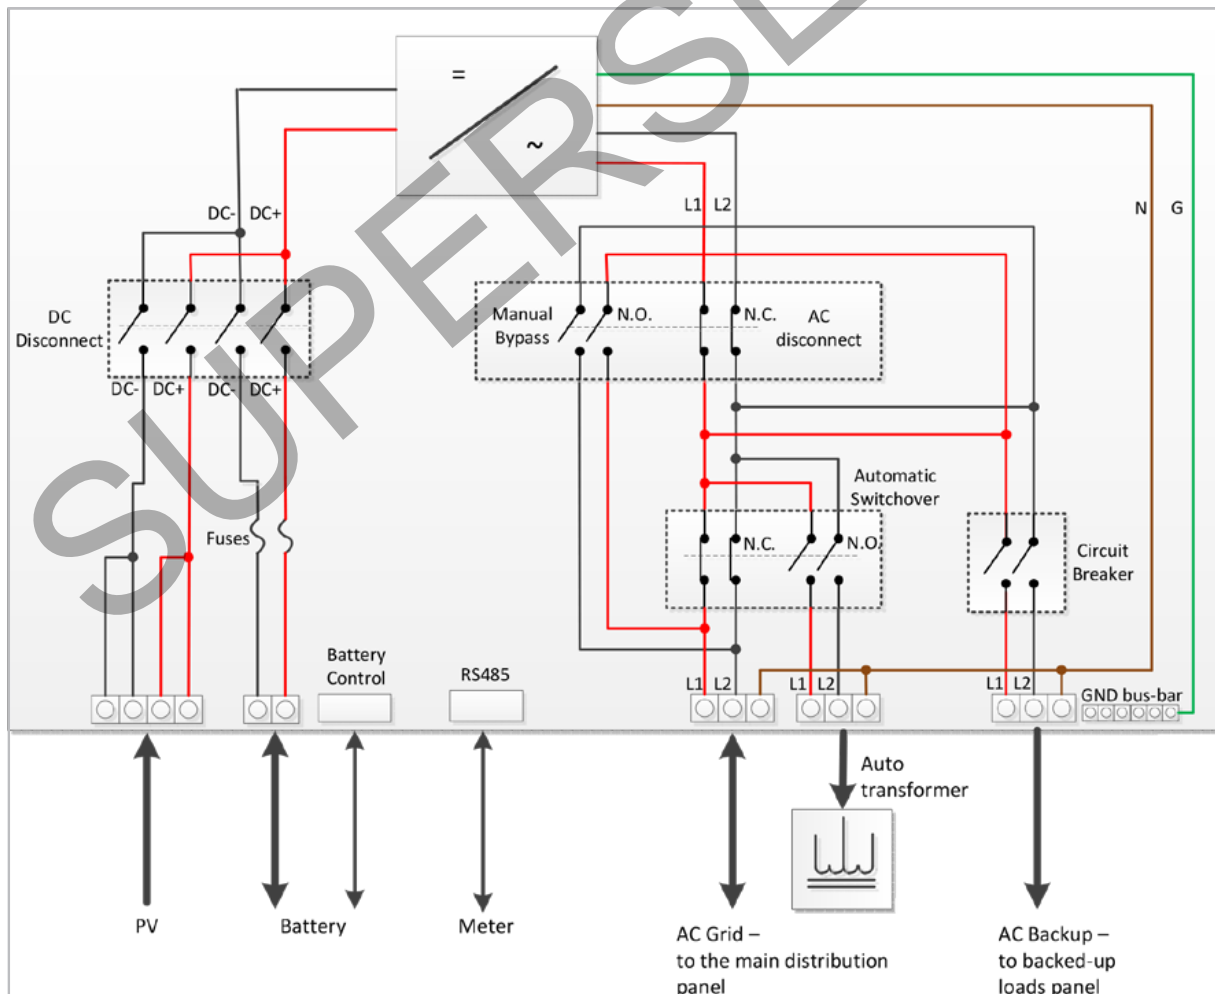 SUPERSE
=
~
DC- DC+
L1 L2
N G
DC
Disconnect
Manual
Bypass
N.O.
N.C.
AC
disconnect
DC- DC+ DC- DC+
Automatic
Switchover
Fuses
N.C.
N.O.
Circuit
Breaker
Battery
Control
RS485
L1 L2
L1 L2
L1 L2
GND bus-bar
Auto
transformer
PV
Battery
Meter
AC Grid –
to the main distribution
panel
AC Backup –
to backed-up
loads panel